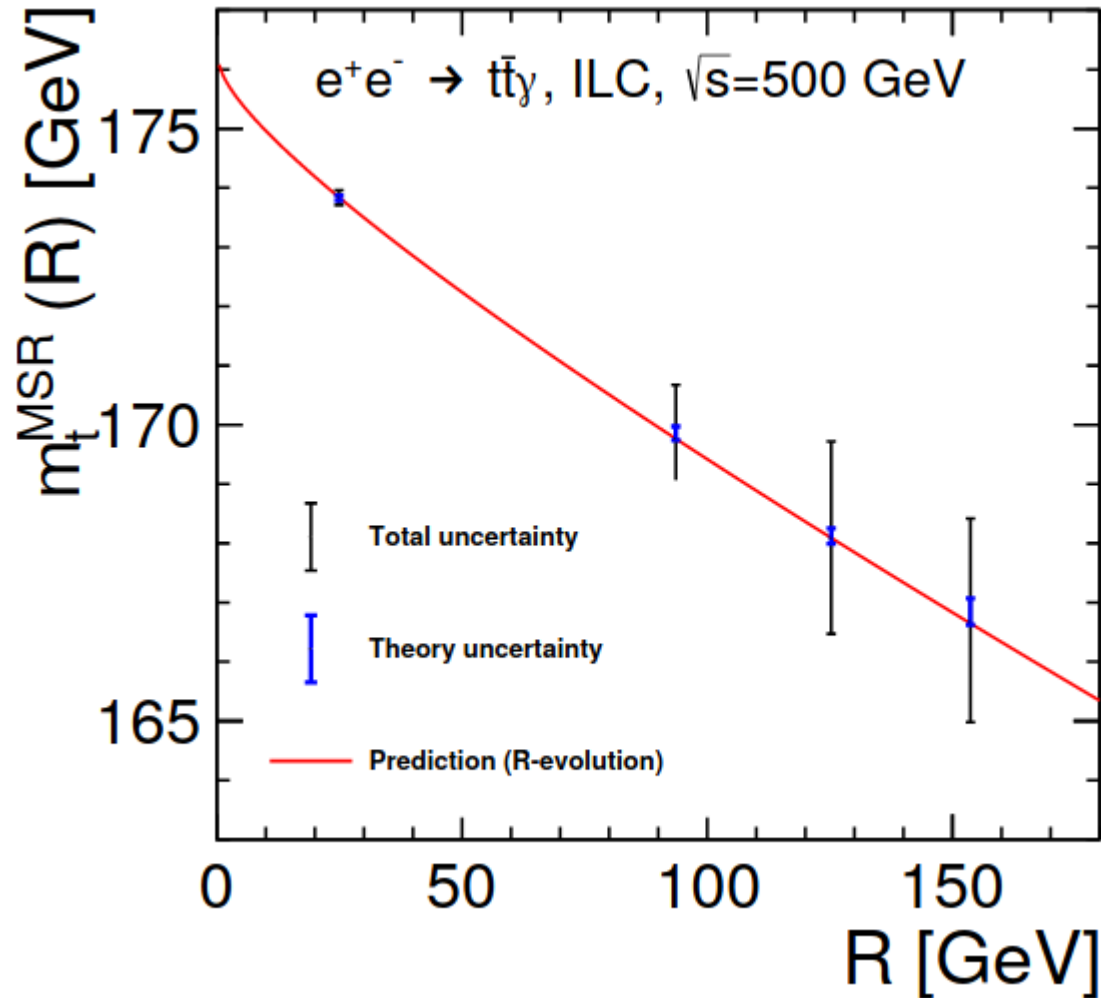 e⁺e⁻ → tt̄γ, ILC, √s=500 GeV
m_t^MSR (R) [GeV]
175
170
165
Total uncertainty
Theory uncertainty
Prediction (R-evolution)
0 50 100 150
R [GeV]